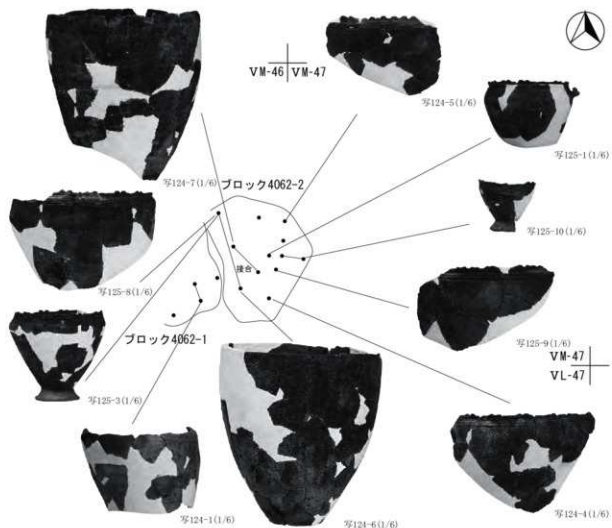 ⅤM-46 ⅤM-47
写124-5(1/6)
写125-1(1/6)
写124-7(1/6)
ブロック4062-2
写125-10(1/6)
接合
写125-8(1/6)
ブロック4062-1
写125-9(1/6)
ⅤM-47
ⅤL-47
写125-3(1/6)
写124-1(1/6)
写124-6(1/6)
写124-4(1/6)